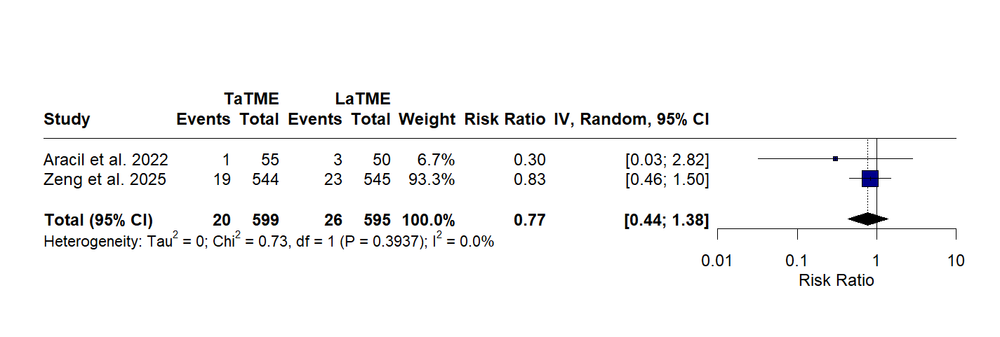 TaTME LaTME
Study Events Total Events Total Weight Risk Ratio IV, Random, 95% CI
Aracil et al. 2022 1 55 3 50 6.7% 0.30 [0.03; 2.82]
Zeng et al. 2025 19 544 23 545 93.3% 0.83 [0.46; 1.50]
Total (95% CI) 20 599 26 595 100.0% 0.77 [0.44; 1.38]
Heterogeneity: Tau² = 0; Chi² = 0.73, df = 1 (P = 0.3937); I² = 0.0%
0.01 0.1 1 10
Risk Ratio